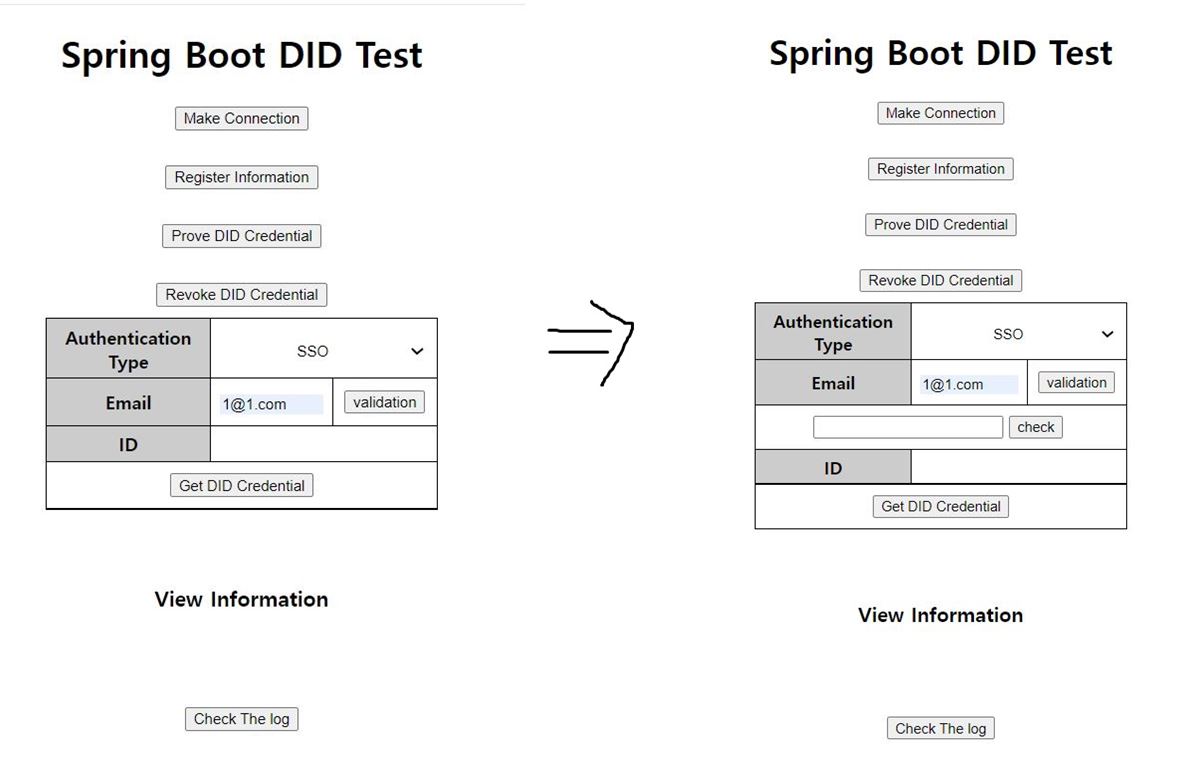 Spring Boot DID Test
Make Connection
Register Information
Prove DID Credential
Revoke DID Credential
Authentication
Type
SSO
Email
1@1.com
validation
ID
Get DID Credential
View Information
Check The log
Spring Boot DID Test
Make Connection
Register Information
Prove DID Credential
Revoke DID Credential
Authentication
Type
SSO
Email
1@1.com
validation
check
ID
Get DID Credential
View Information
Check The log